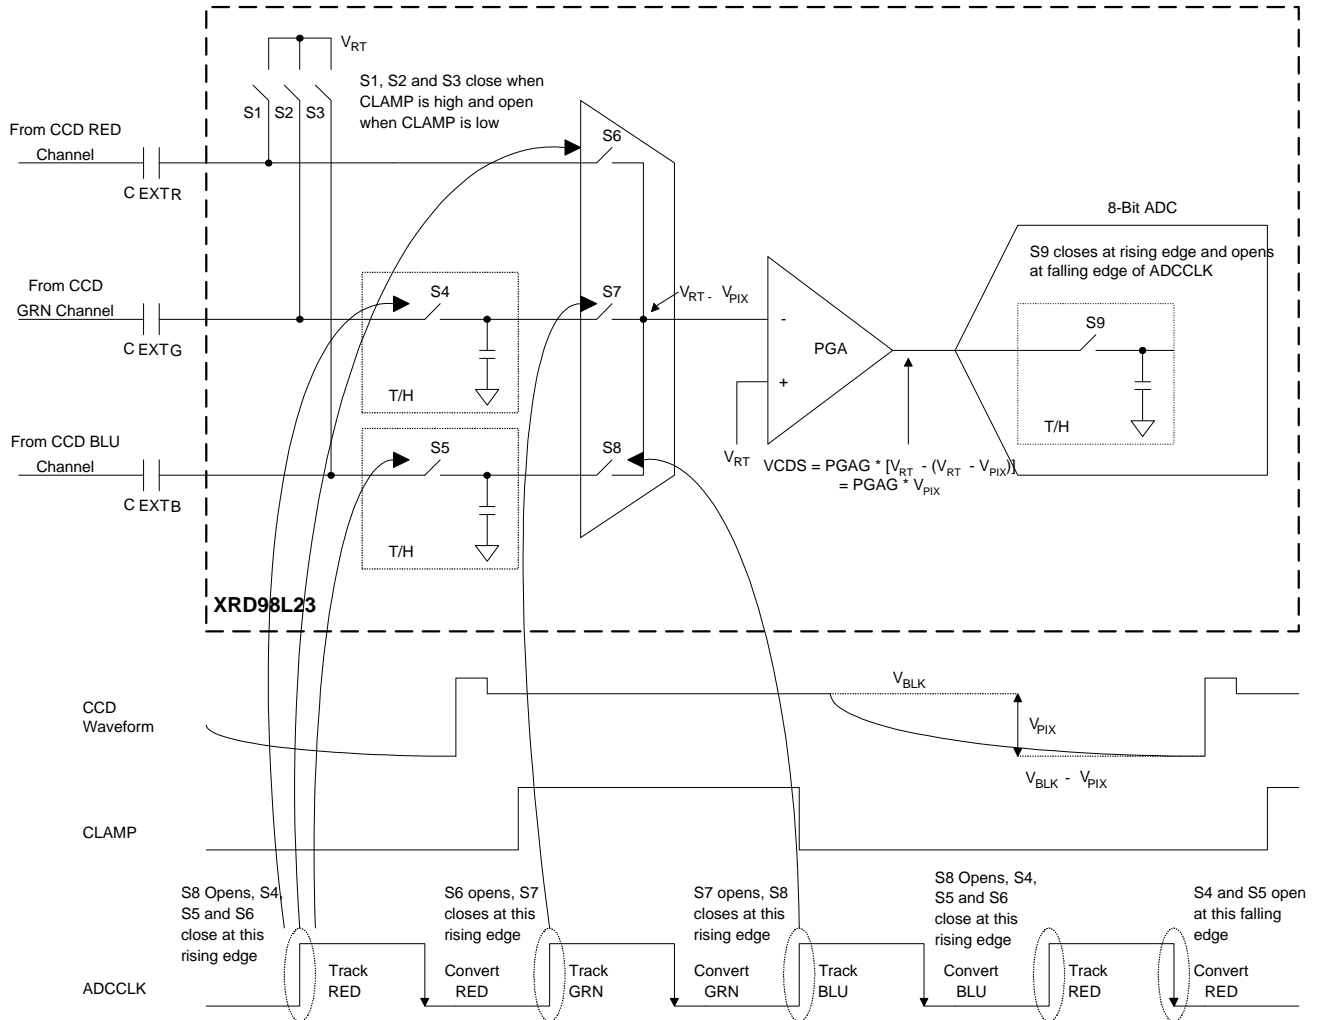 V_RT
S1, S2 and S3 close when
CLAMP is high and open
when CLAMP is low
S1 S2 S3
From CCD RED
Channel
C EXTR
S6
8-Bit ADC
S9 closes at rising edge and opens
at falling edge of ADCCLK
From CCD
GRN Channel
C EXTG
S4
T/H
S7
V_RT - V_PIX
-
PGA
+
V_RT
S9
T/H
From CCD BLU
Channel
C EXTB
S5
T/H
S8
VCDS = PGAG * [V_RT - (V_RT - V_PIX)]
= PGAG * V_PIX
XRD98L23
CCD
Waveform
V_BLK
V_PIX
V_BLK - V_PIX
CLAMP
S8 Opens, S4,
S5 and S6
close at this
rising edge
S6 opens, S7
closes at this
rising edge
S7 opens, S8
closes at this
rising edge
S8 Opens, S4,
S5 and S6
close at this
rising edge
S4 and S5 open
at this falling
edge
ADCCLK
Track
RED
Convert
RED
Track
GRN
Convert
GRN
Track
BLU
Convert
BLU
Track
RED
Convert
RED